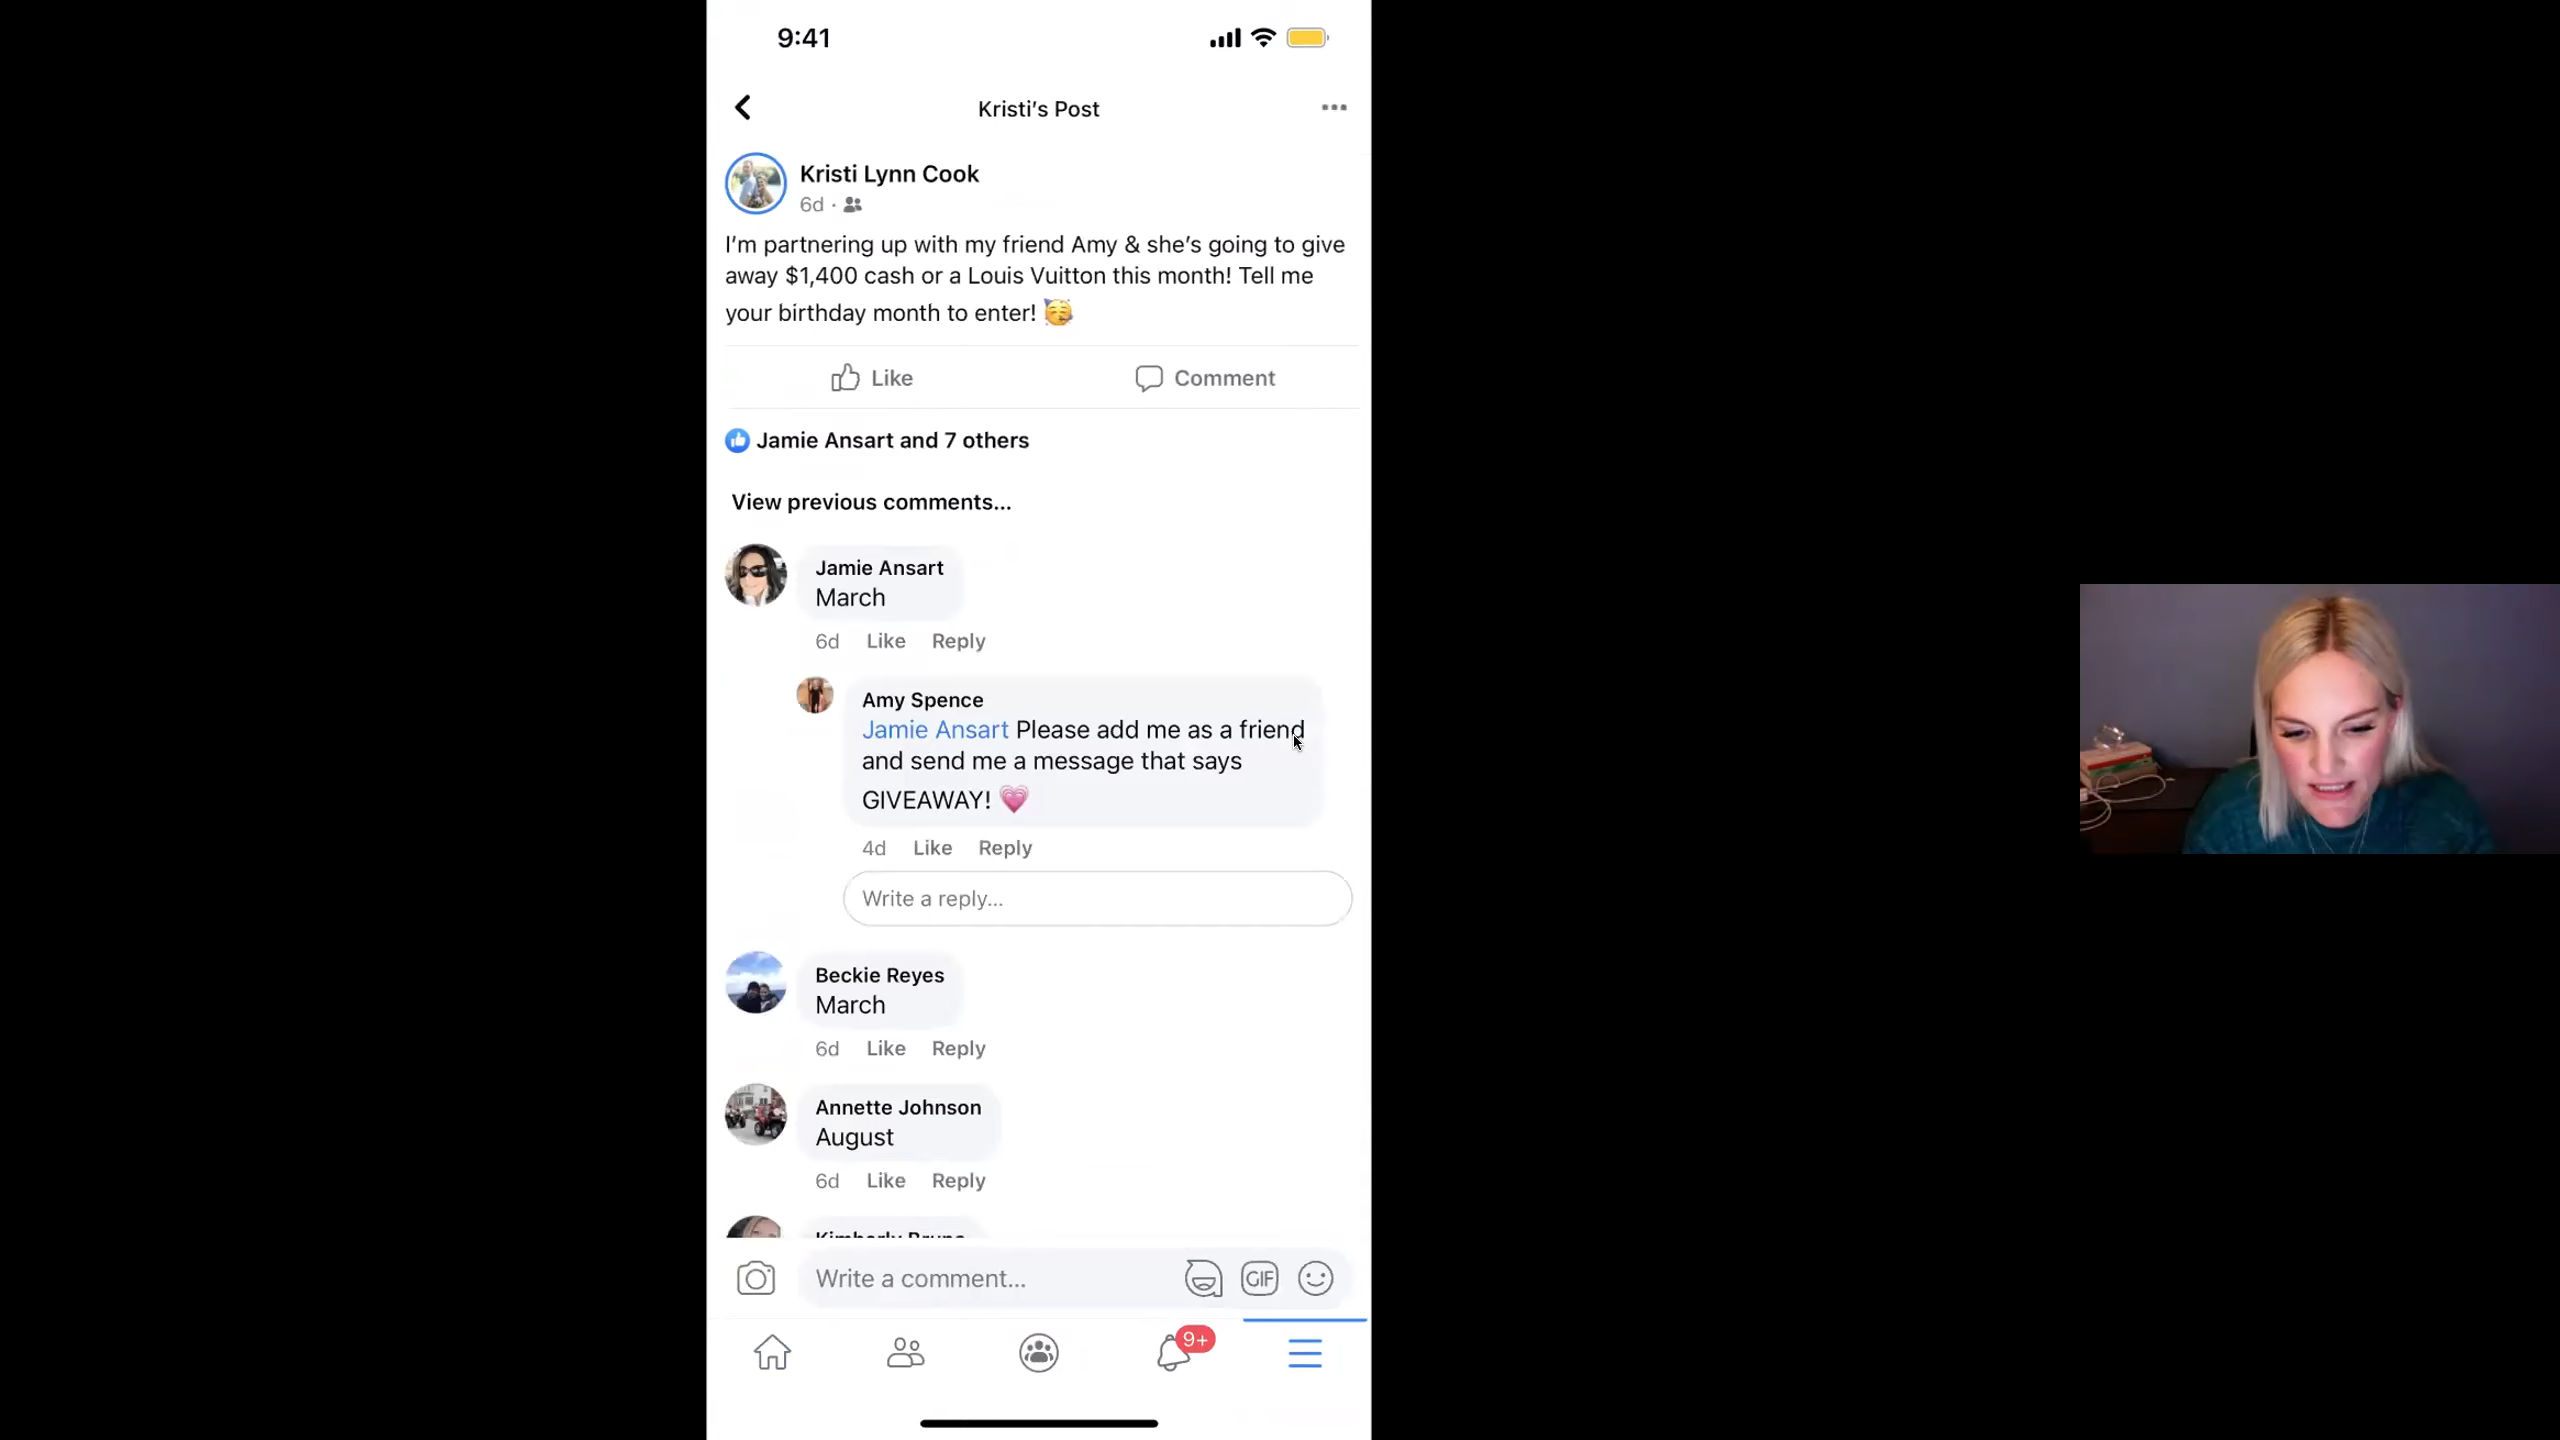 9:41
Kristi's Post
Kristi Lynn Cook
6d ·
I'm partnering up with my friend Amy & she's going to give
away $1,400 cash or a Louis Vuitton this month! Tell me
your birthday month to enter! 🥳
Like Comment
Jamie Ansart and 7 others
View previous comments...
Jamie Ansart
March
6d Like Reply
Amy Spence
Jamie Ansart Please add me as a friend
and send me a message that says
GIVEAWAY! 💗
4d Like Reply
Write a reply...
Beckie Reyes
March
6d Like Reply
Annette Johnson
August
6d Like Reply
Write a comment...
GIF
9+